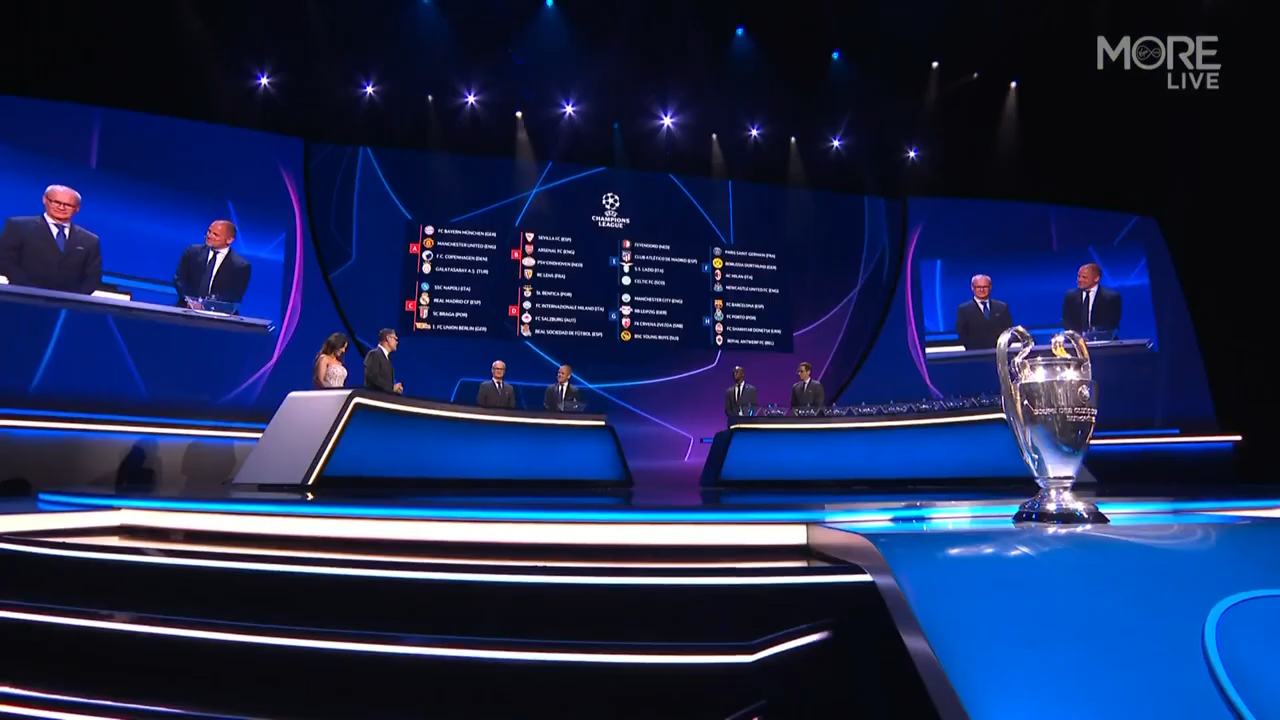 MORE
LIVE
UEFA
CHAMPIONS
LEAGUE
A
FC BAYERN MÜNCHEN (GER)
MANCHESTER UNITED (ENG)
F.C. COPENHAGEN (DEN)
GALATASARAY A.Ş. (TUR)
B
SEVILLA FC (ESP)
ARSENAL FC (ENG)
PSV EINDHOVEN (NED)
RC LENS (FRA)
C
SSC NAPOLI (ITA)
REAL MADRID CF (ESP)
SC BRAGA (POR)
1. FC UNION BERLIN (GER)
D
SL BENFICA (POR)
FC INTERNAZIONALE MILANO (ITA)
FC SALZBURG (AUT)
REAL SOCIEDAD DE FÚTBOL (ESP)
E
FEYENOORD (NED)
CLUB ATLÉTICO DE MADRID (ESP)
S.S. LAZIO (ITA)
CELTIC FC (SCO)
F
PARIS SAINT-GERMAIN (FRA)
BORUSSIA DORTMUND (GER)
AC MILAN (ITA)
NEWCASTLE UNITED FC (ENG)
G
MANCHESTER CITY (ENG)
RB LEIPZIG (GER)
FK CRVENA ZVEZDA (SRB)
BSC YOUNG BOYS (SUI)
H
FC BARCELONA (ESP)
FC PORTO (POR)
FC SHAKHTAR DONETSK (UKR)
ROYAL ANTWERP FC (BEL)
COUPE DES CLUBS